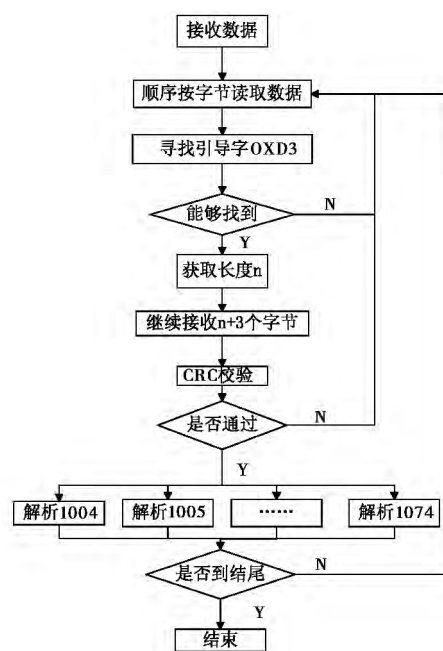 接收数据
顺序按字节读取数据
寻找引导字OXD3
能够找到
N
Y
获取长度n
继续接收n+3个字节
CRC校验
是否通过
N
Y
解析1004
解析1005
……
解析1074
是否到结尾
N
Y
结束